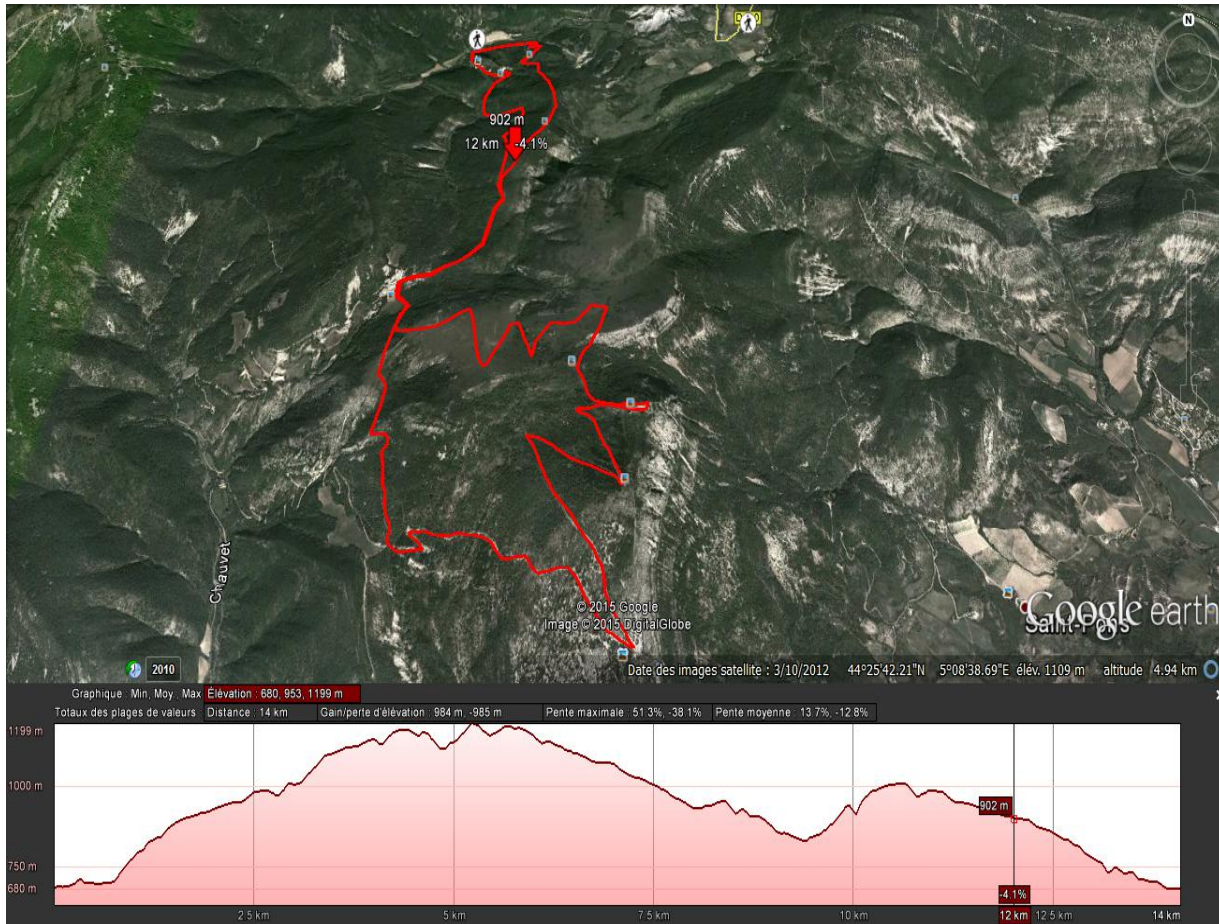 N
902 m
12 km -4.1%
Chauvet
© 2015 Google
Image © 2015 DigitalGlobe
Google earth
Saint-Pons
2010
Date des images satellite : 3/10/2012 44°25'42.21"N 5°08'38.69"E élév. 1109 m altitude 4.94 km
Graphique : Min, Moy., Max Élévation : 680, 953, 1199 m
Totaux des plages de valeurs Distance : 14 km Gain/perte d'élévation : 984 m, -985 m Pente maximale : 51.3%, -38.1% Pente moyenne : 13.7%, -12.8%
1199 m
1000 m
902 m
750 m
680 m
-4.1%
2.5 km 5 km 7.5 km 10 km 12 km 12.5 km 14 km